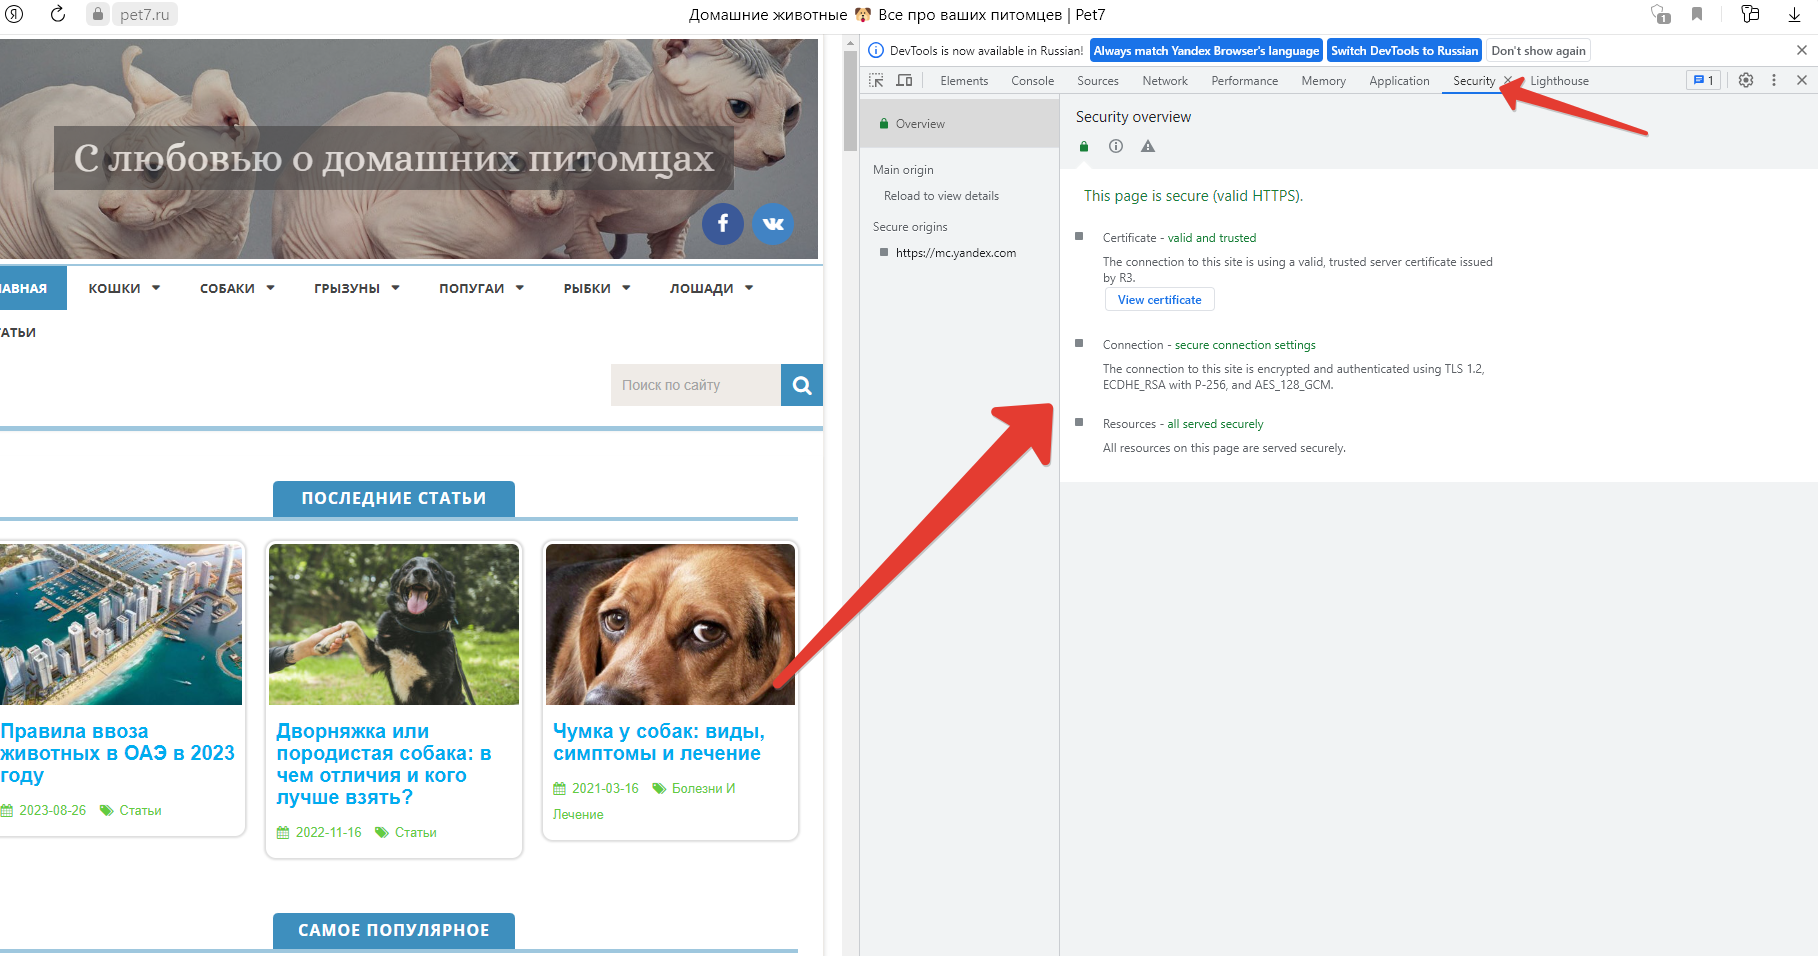 pet7.ru
Домашние животные 🐶 Все про ваших питомцев | Pet7
1
С любовью о домашних питомцах
АВНАЯ
КОШКИ
СОБАКИ
ГРЫЗУНЫ
ПОПУГАИ
РЫБКИ
ЛОШАДИ
АТЬИ
Поиск по сайту
ПОСЛЕДНИЕ СТАТЬИ
Правила ввоза
животных в ОАЭ в 2023
году
2023-08-26 Статьи
Дворняжка или
породистая собака: в
чем отличия и кого
лучше взять?
2022-11-16 Статьи
Чумка у собак: виды,
симптомы и лечение
2021-03-16 Болезни И
Лечение
САМОЕ ПОПУЛЯРНОЕ
DevTools is now available in Russian!
Always match Yandex Browser's language
Switch DevTools to Russian
Don't show again
Elements
Console
Sources
Network
Performance
Memory
Application
Security
Lighthouse
1
Overview
Main origin
Reload to view details
Secure origins
https://mc.yandex.com
Security overview
This page is secure (valid HTTPS).
Certificate - valid and trusted
The connection to this site is using a valid, trusted server certificate issued
by R3.
View certificate
Connection - secure connection settings
The connection to this site is encrypted and authenticated using TLS 1.2,
ECDHE_RSA with P-256, and AES_128_GCM.
Resources - all served securely
All resources on this page are served securely.